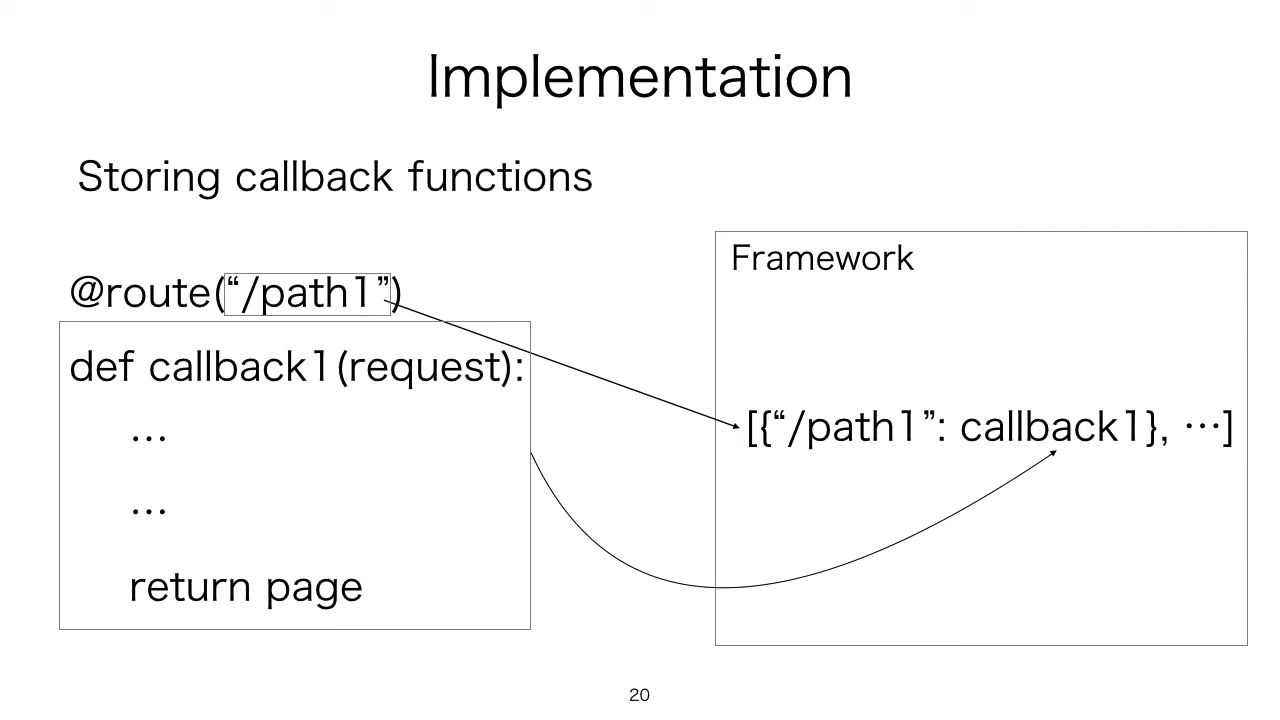 Implementation
Storing callback functions
@route(“/path1”)
def callback1(request):
…
…
return page
Framework
[{“/path1”: callback1}, …]
20